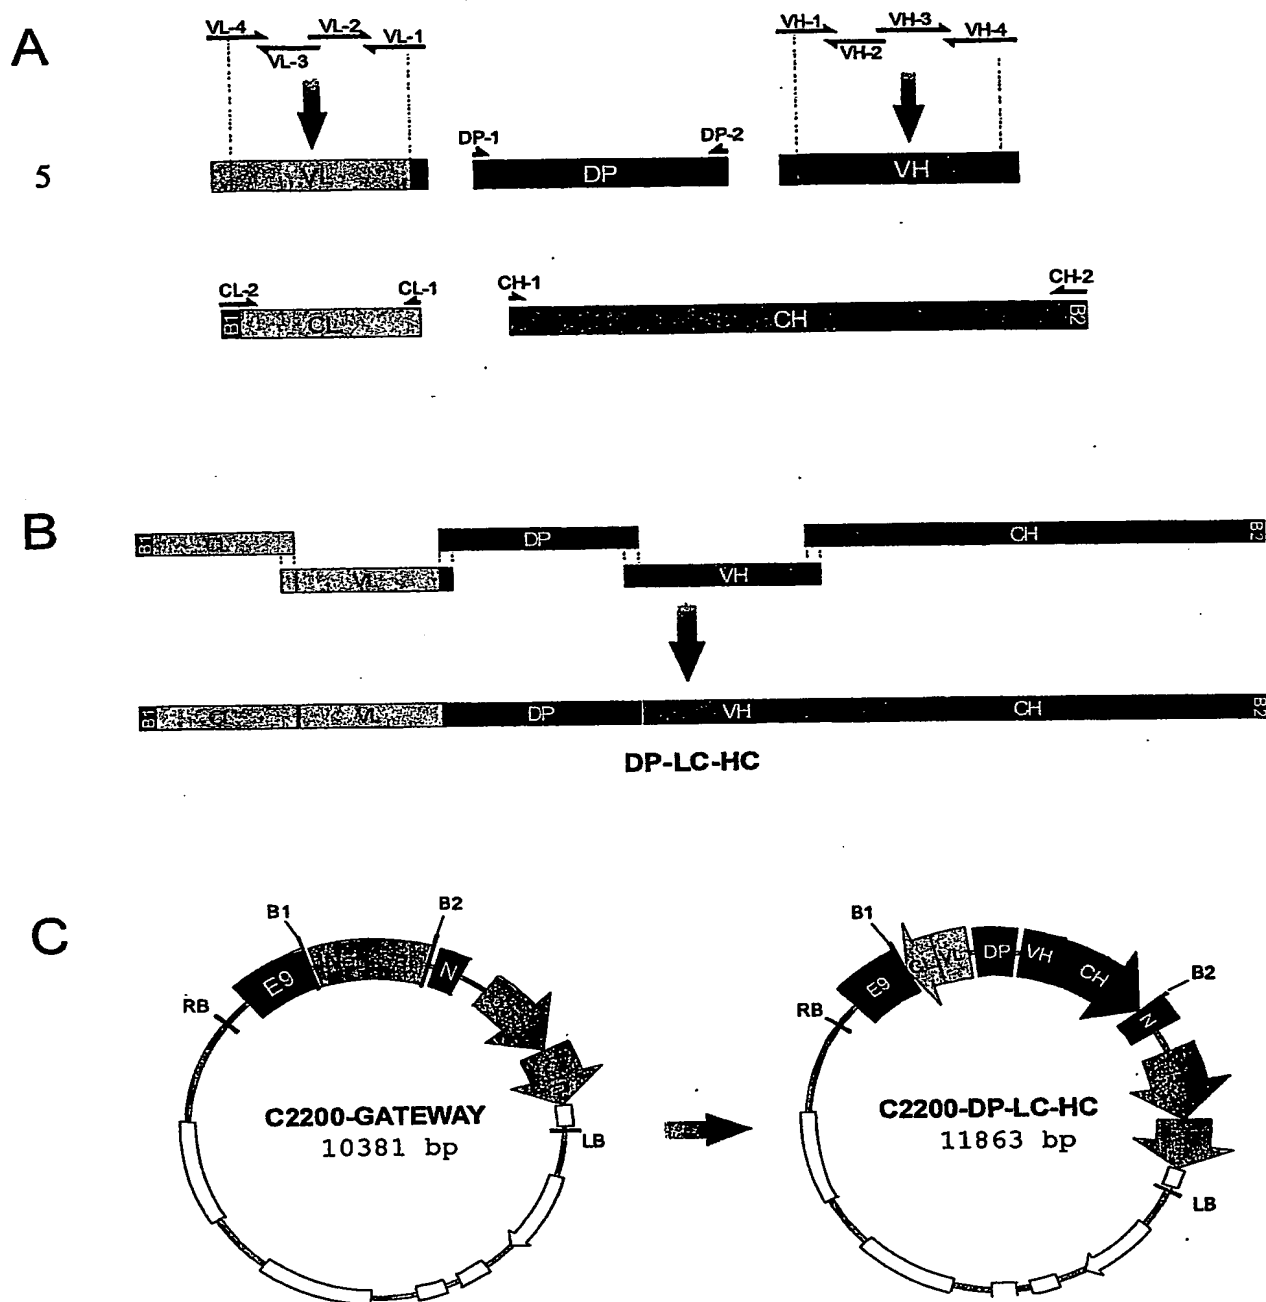 A
VL-4 VL-2 VH-1 VH-3
VL-3 VL-1 VH-2 VH-4
DP-1 DP-2
5
VL DP VH
CL-2 CL-1 CH-1 CH-2
B1 CL CH B2
B
B1 DP CH B2
VL VH
B1 CL VL DP VH CH B2
DP-LC-HC
C
B1 B2 B1 VL DP VH CH B2
RB E9 N RB E9 N
C2200-GATEWAY C2200-DP-LC-HC
10381 bp 11863 bp
LB LB